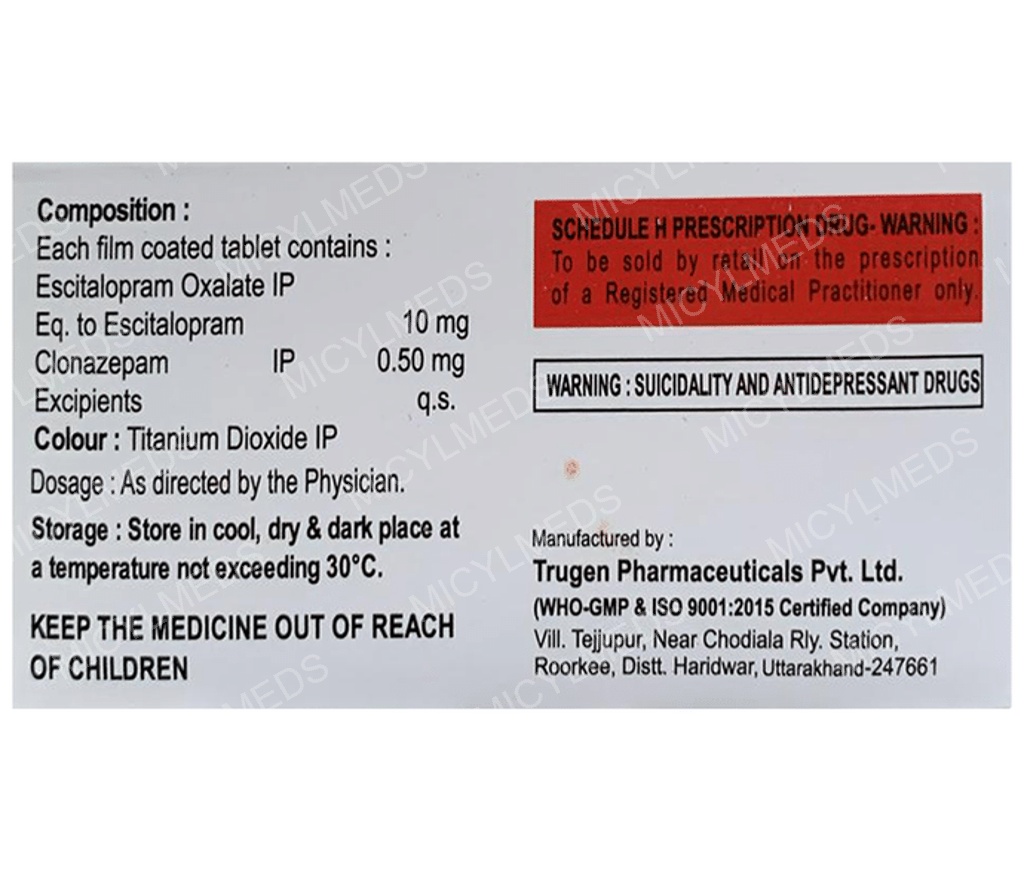 Composition :
Each film coated tablet contains :
Escitalopram Oxalate IP
Eq. to Escitalopram 10 mg
Clonazepam IP 0.50 mg
Excipients q.s.
Colour : Titanium Dioxide IP
Dosage : As directed by the Physician.
Storage : Store in cool, dry & dark place at
a temperature not exceeding 30°C.
KEEP THE MEDICINE OUT OF REACH
OF CHILDREN
SCHEDULE H PRESCRIPTION DRUG- WARNING :
To be sold by retail on the prescription
of a Registered Medical Practitioner only.
WARNING : SUICIDALITY AND ANTIDEPRESSANT DRUGS
Manufactured by :
Trugen Pharmaceuticals Pvt. Ltd.
(WHO-GMP & ISO 9001:2015 Certified Company)
Vill. Tejjupur, Near Chodiala Rly. Station,
Roorkee, Distt. Haridwar, Uttarakhand-247661
MICYLMEDS